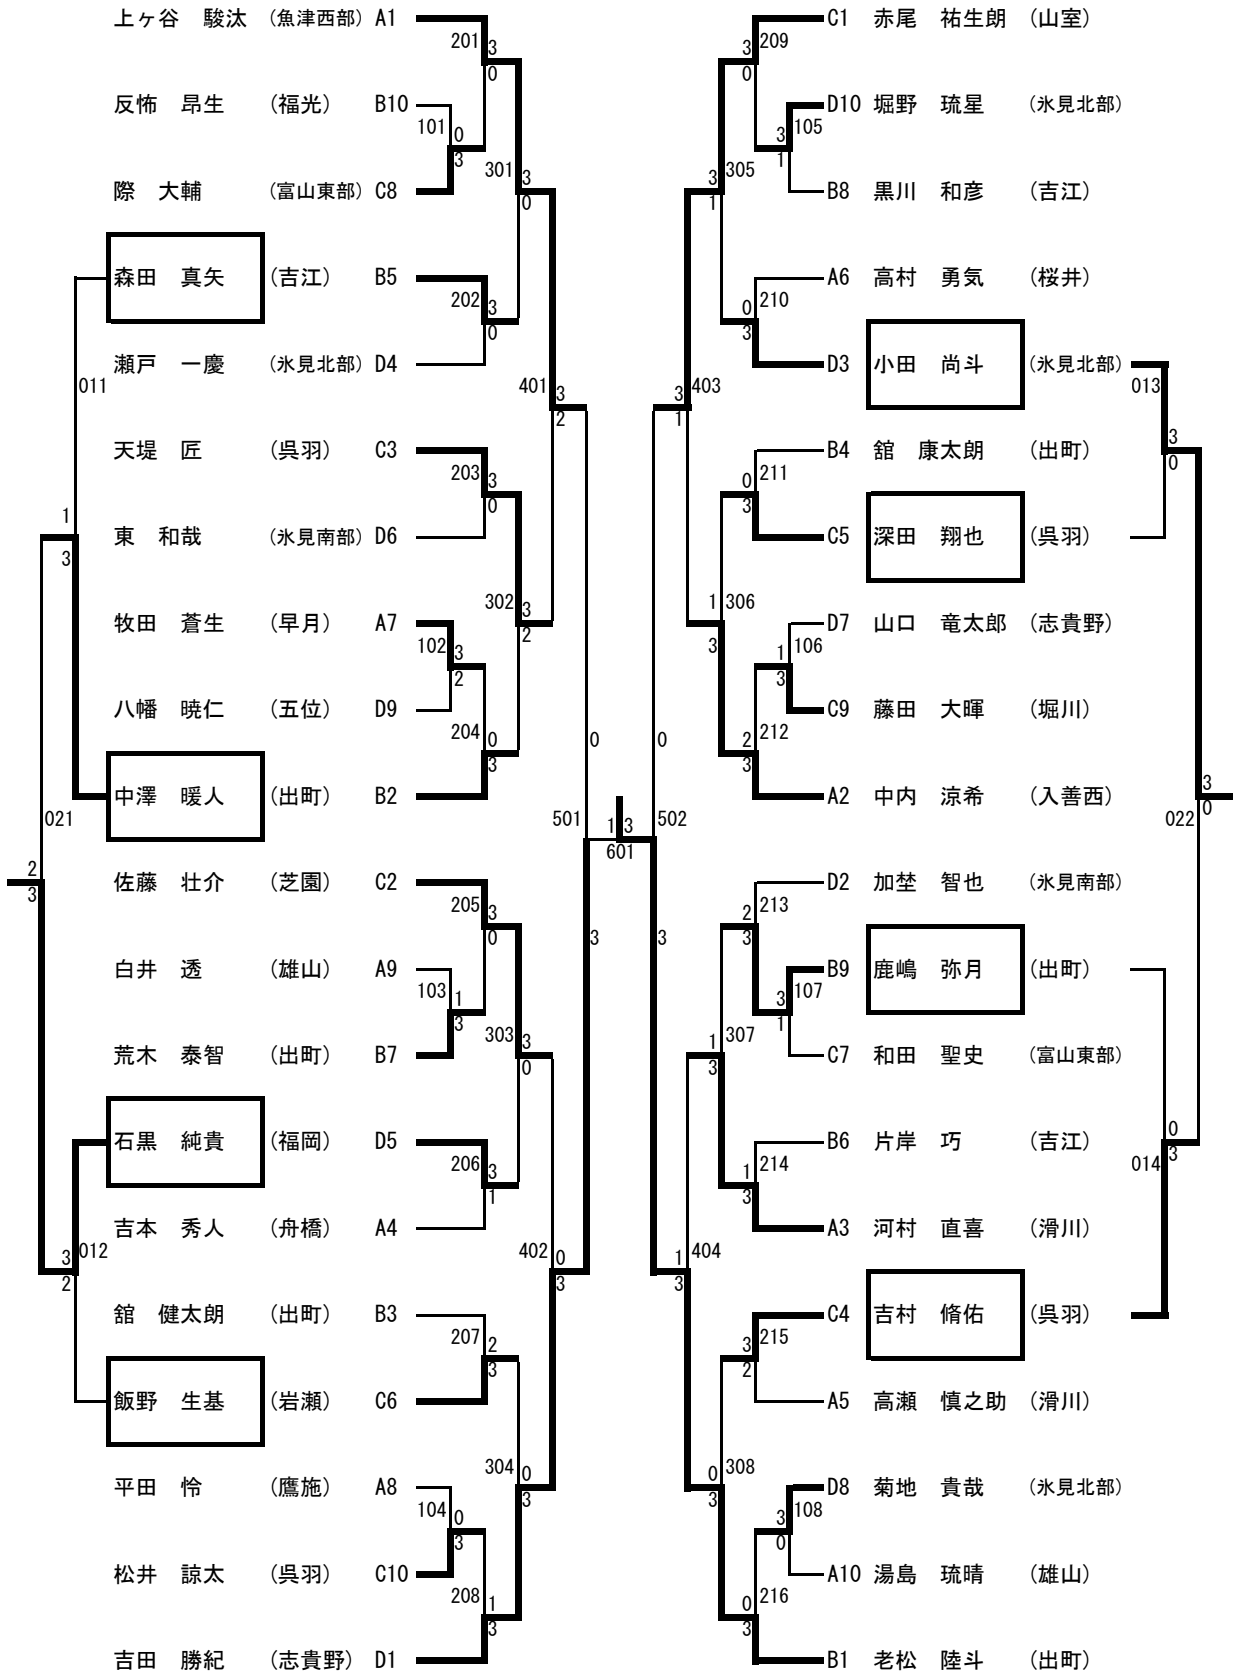 上ヶ谷 駿汰 (魚津西部) A1
201 3
0
反怖 昂生 (福光) B10
101 0
3
際 大輔 (富山東部) C8
301 3
0
森田 真矢 (吉江) B5
202 3
0
瀬戸 一慶 (氷見北部) D4
011
401 3
2
天堤 匠 (呉羽) C3
203 3
0
東 和哉 (氷見南部) D6
1
3
302 3
2
牧田 蒼生 (早月) A7
102 3
2
八幡 暁仁 (五位) D9
204 0
3
中澤 暖人 (出町) B2
021
2
3
501
0
3
佐藤 壮介 (芝園) C2
205 3
0
白井 透 (雄山) A9
103 1
3
荒木 泰智 (出町) B7
303 3
0
石黒 純貴 (福岡) D5
206 3
1
吉本 秀人 (舟橋) A4
012
3
2
402 0
3
舘 健太朗 (出町) B3
207 2
3
飯野 生基 (岩瀬) C6
304 0
3
平田 怜 (鷹施) A8
104 0
3
松井 諒太 (呉羽) C10
208 1
3
吉田 勝紀 (志貴野) D1
1 3
601
C1 赤尾 祐生朗 (山室)
3 209
0
D10 堀野 琉星 (氷見北部)
3 105
1
B8 黒川 和彦 (吉江)
3 305
1
A6 高村 勇気 (桜井)
0 210
3
D3 小田 尚斗 (氷見北部)
013
3
0
3 403
1
B4 舘 康太朗 (出町)
0 211
3
C5 深田 翔也 (呉羽)
1 306
3
D7 山口 竜太郎 (志貴野)
1 106
3
C9 藤田 大暉 (堀川)
2 212
3
A2 中内 涼希 (入善西)
3
0
022
0
502
3
D2 加埜 智也 (氷見南部)
2 213
3
B9 鹿嶋 弥月 (出町)
3 107
1
C7 和田 聖史 (富山東部)
1 307
3
B6 片岸 巧 (吉江)
1 214
3
014
0
3
A3 河村 直喜 (滑川)
1 404
3
C4 吉村 脩佑 (呉羽)
3 215
2
A5 高瀬 慎之助 (滑川)
0 308
3
D8 菊地 貴哉 (氷見北部)
3 108
0
A10 湯島 琉晴 (雄山)
0 216
3
B1 老松 陸斗 (出町)